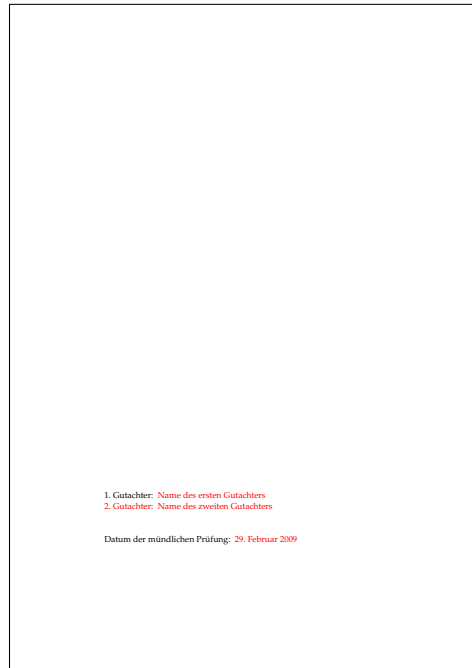 1. Gutachter: Name des ersten Gutachters
2. Gutachter: Name des zweiten Gutachters
Datum der mündlichen Prüfung: 29. Februar 2009